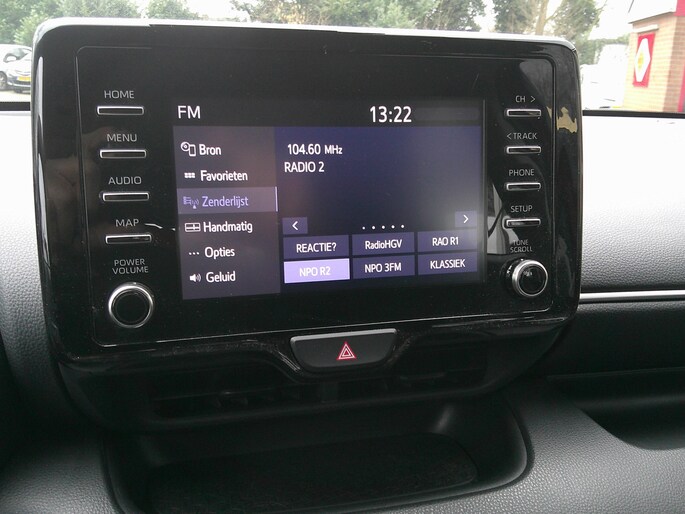 HOME
MENU
AUDIO
MAP
POWER
VOLUME
FM
13:22
Bron
Favorieten
Zenderlijst
Handmatig
Opties
Geluid
104.60 MHz
RADIO 2
REACTIE?
RadioHGV
RAO R1
NPO R2
NPO 3FM
KLASSIEK
CH >
< TRACK
PHONE
SETUP
TUNE
SCROLL